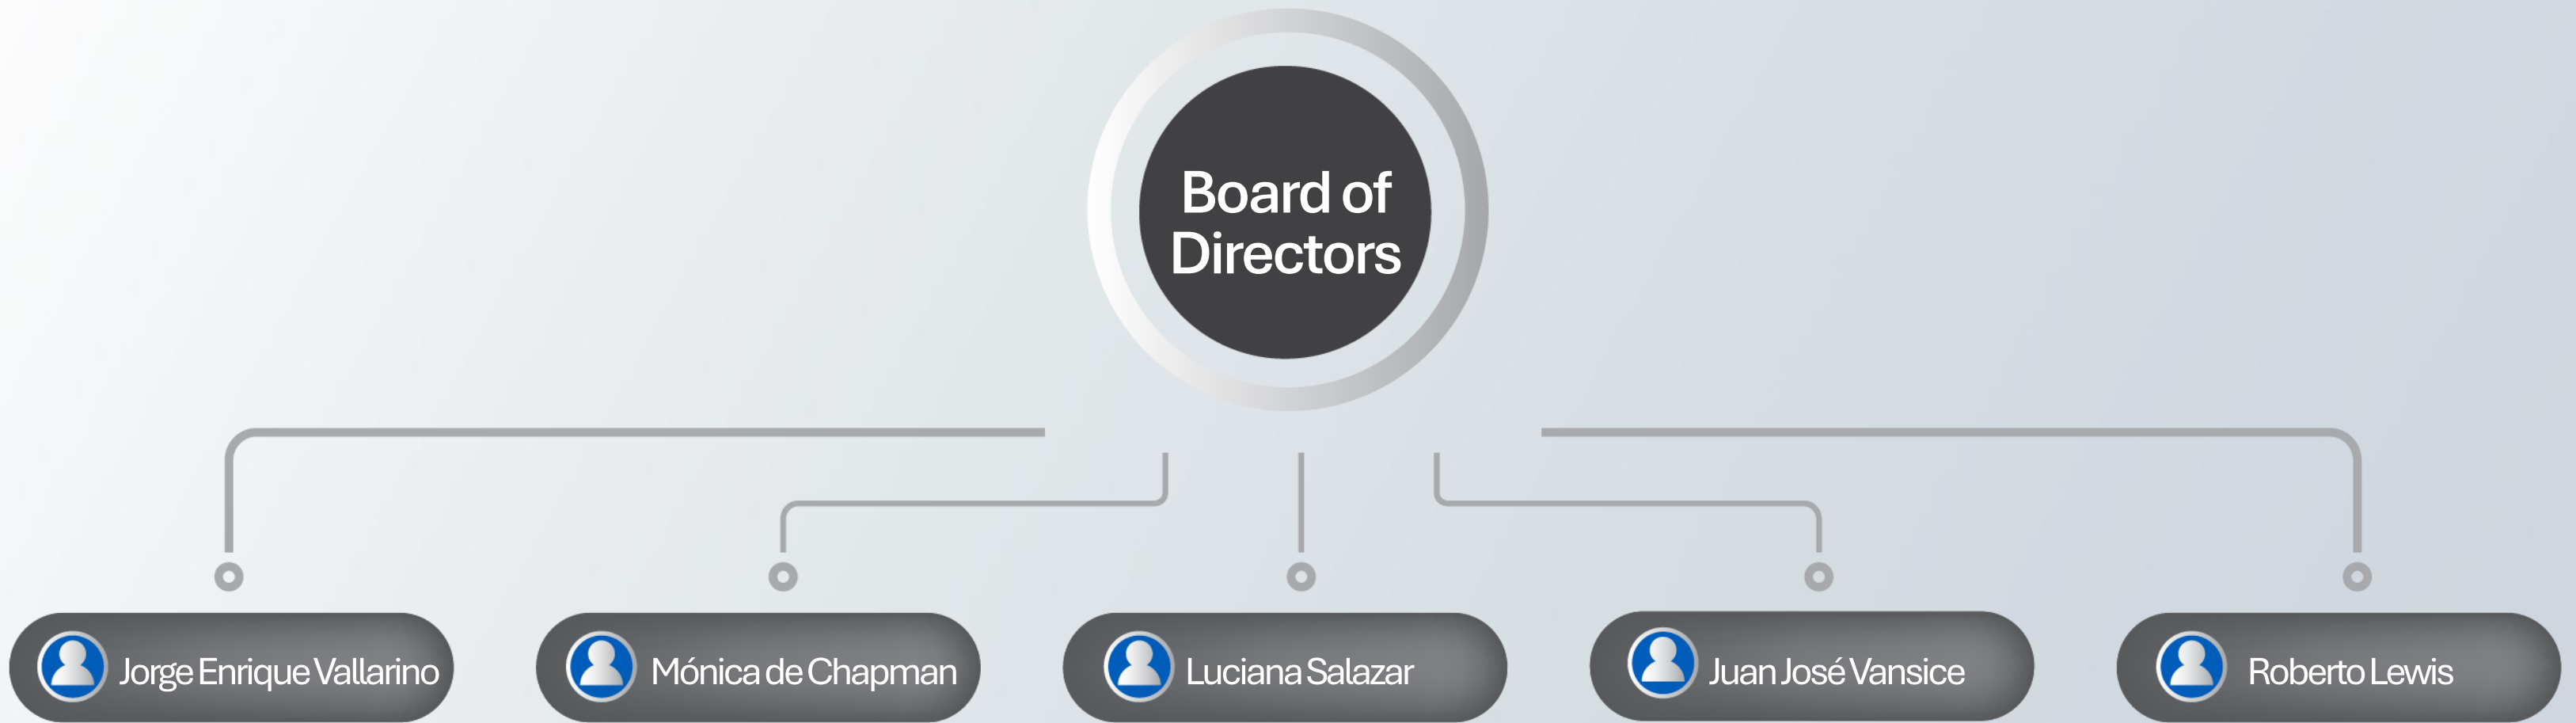 Board of
Directors
Jorge Enrique Vallarino
Mónica de Chapman
Luciana Salazar
Juan José Vansice
Roberto Lewis